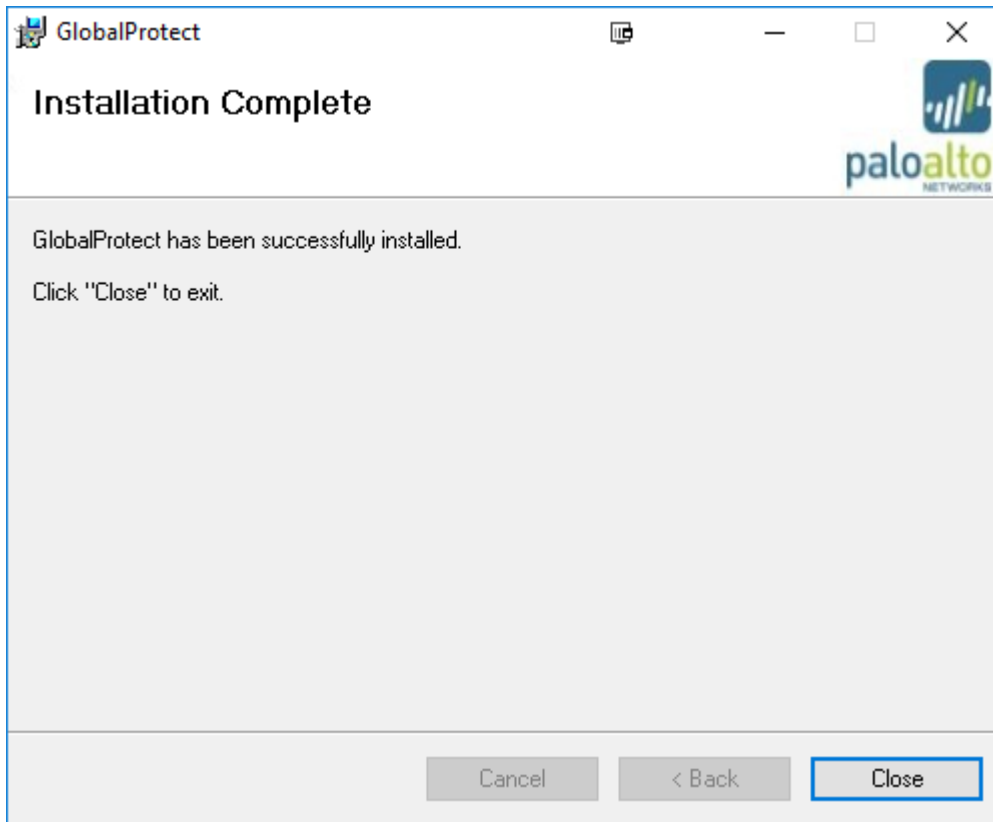 GlobalProtect
Installation Complete
paloalto
NETWORKS
GlobalProtect has been successfully installed.
Click "Close" to exit.
Cancel
< Back
Close